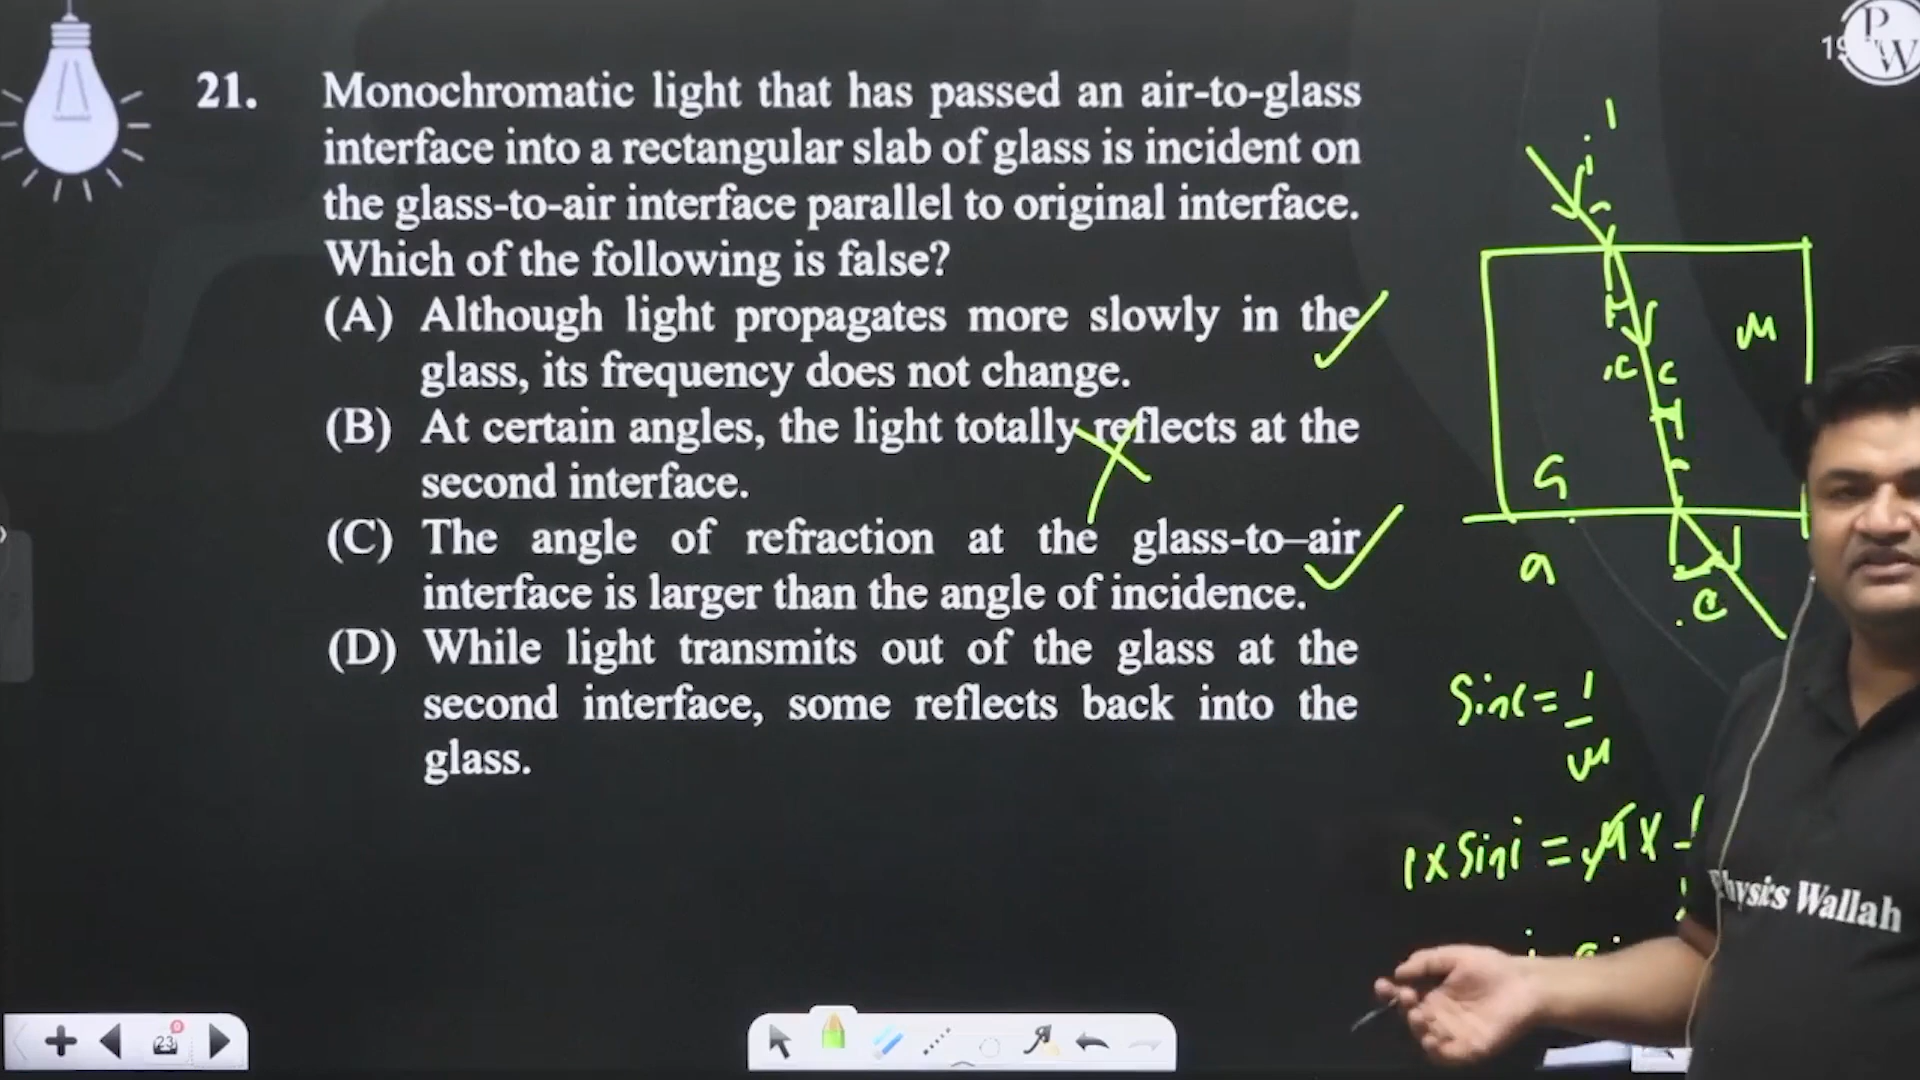 21. Monochromatic light that has passed an air-to-glass
interface into a rectangular slab of glass is incident on
the glass-to-air interface parallel to original interface.
Which of the following is false?
(A) Although light propagates more slowly in the
glass, its frequency does not change.
(B) At certain angles, the light totally reflects at the
second interface.
(C) The angle of refraction at the glass-to–air
interface is larger than the angle of incidence.
(D) While light transmits out of the glass at the
second interface, some reflects back into the
glass.
PW
i
r
μ
c c
r
G
a
e
Sin c = 1/μ
1 x Sin i = μ x
Physics Wallah
23